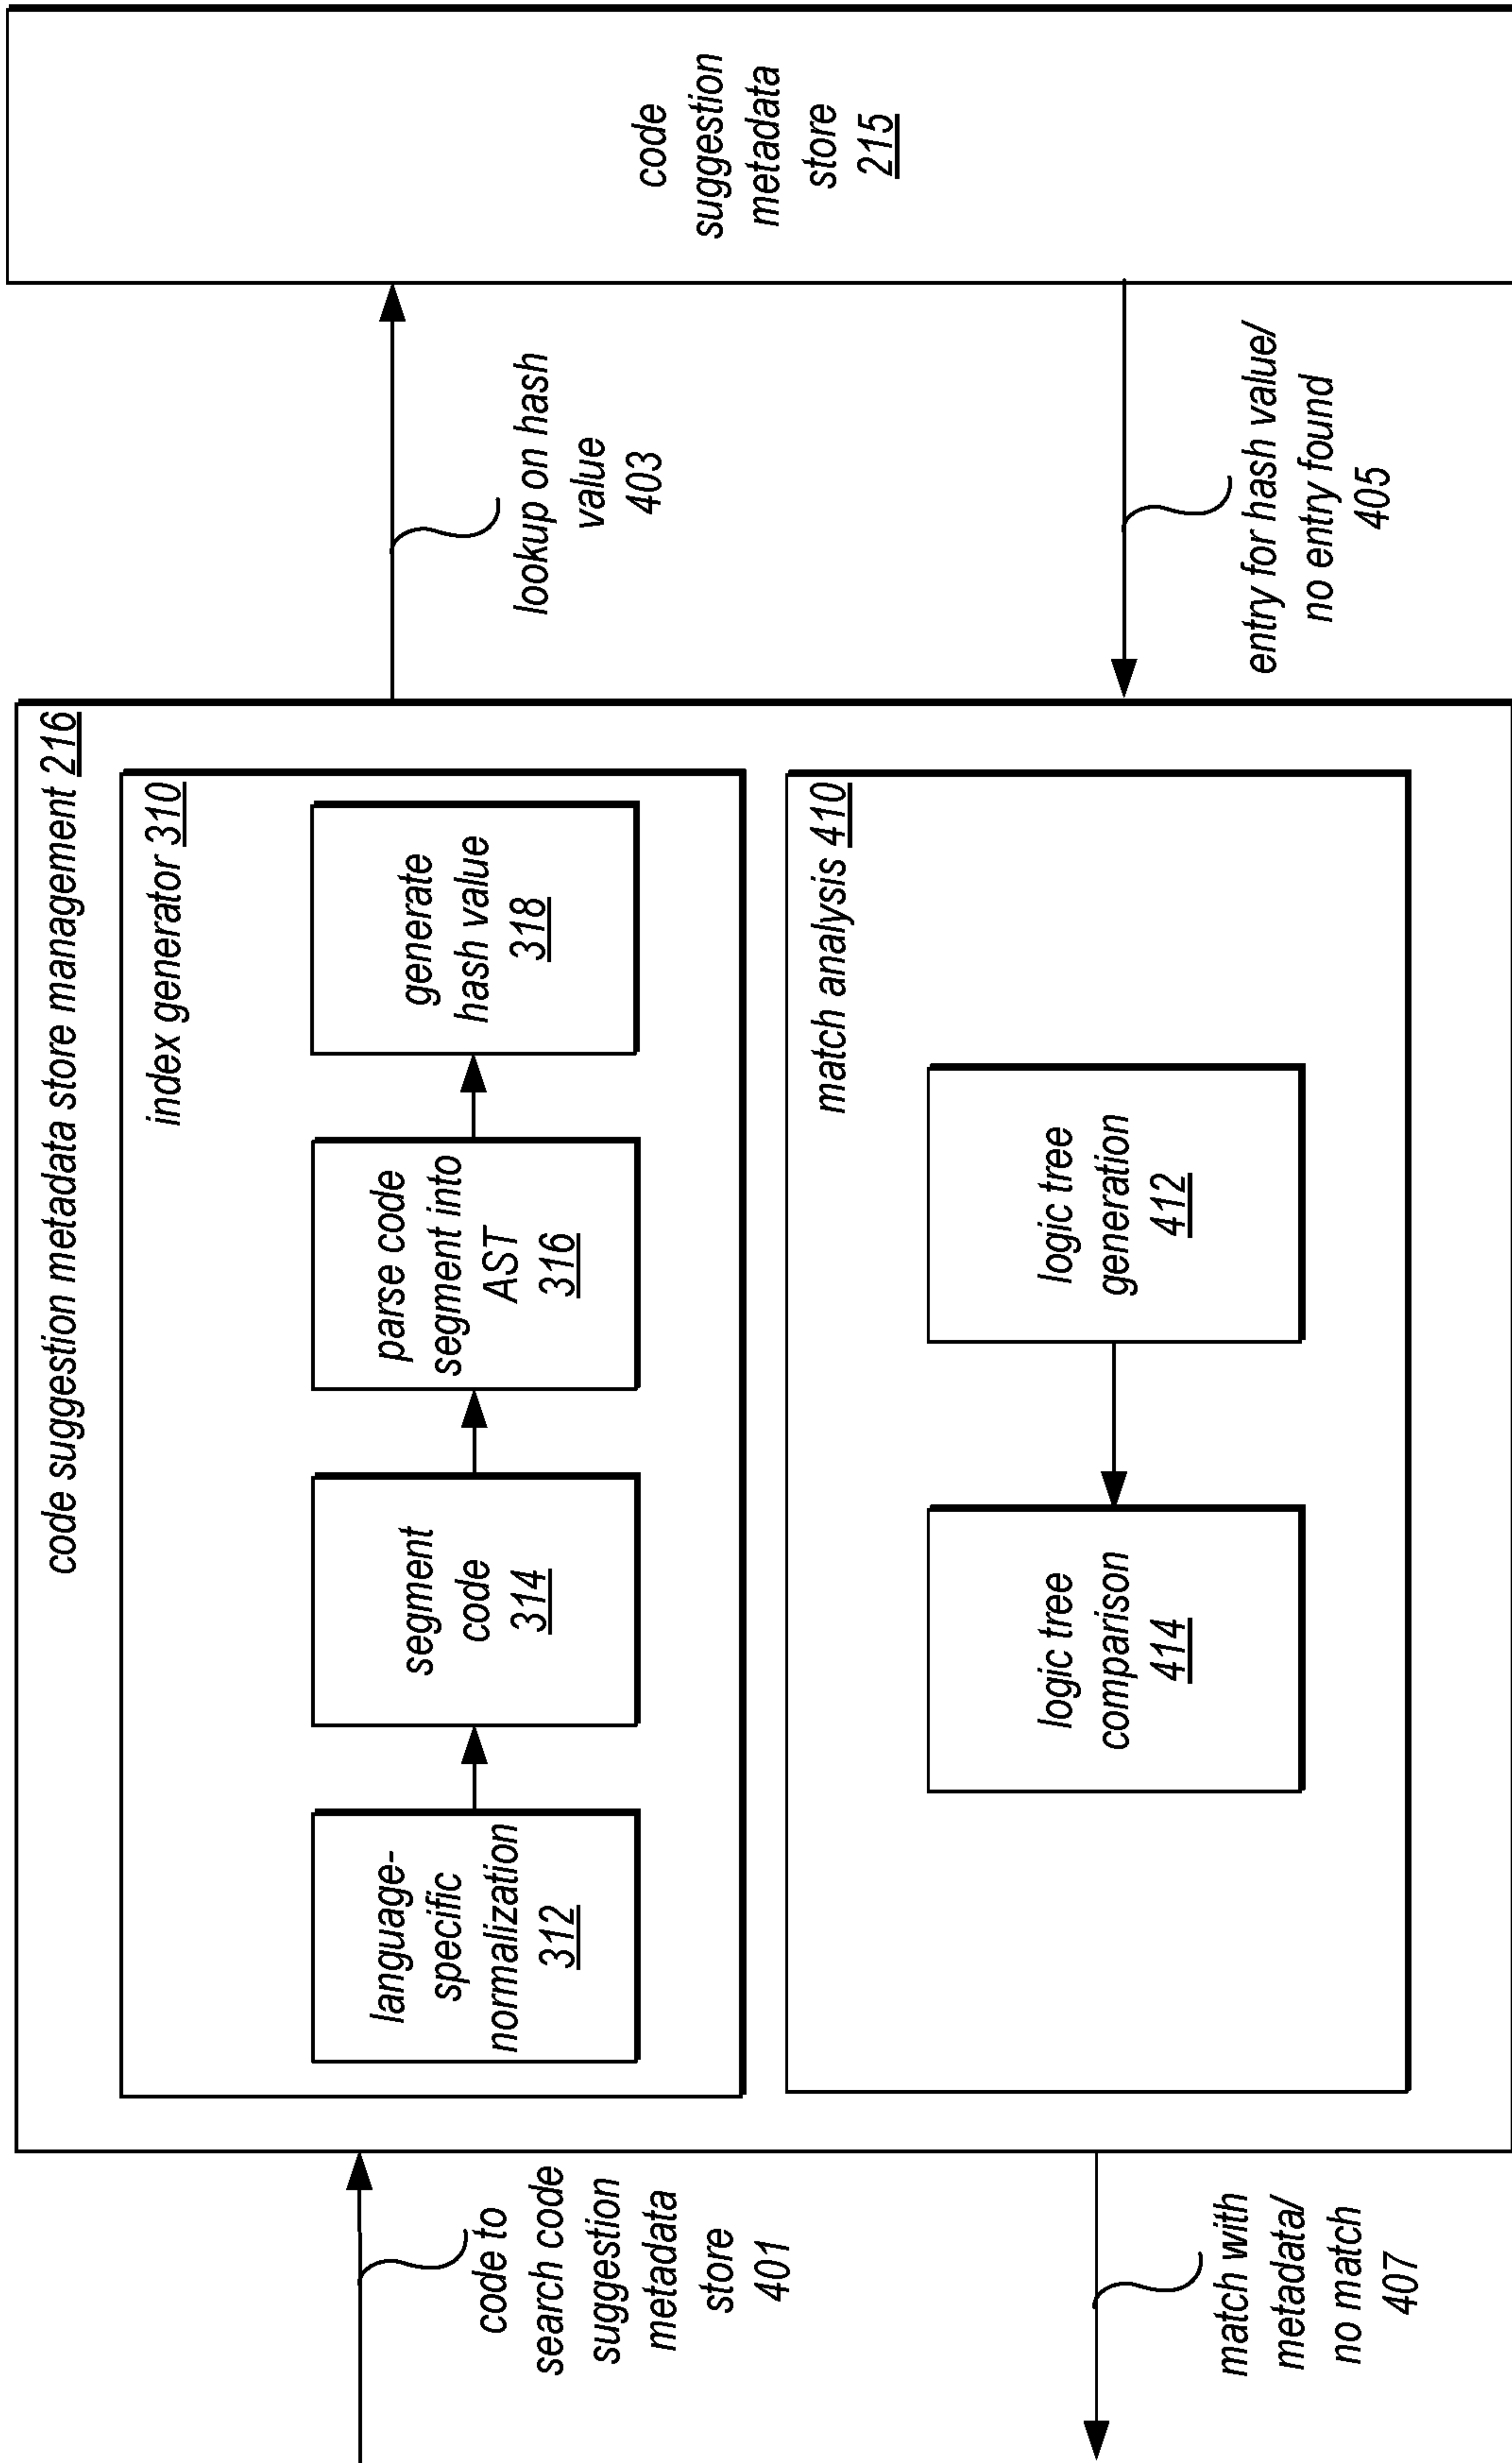 code suggestion metadata store management 216
index generator 310
language-
specific
normalization
312
segment
code
314
parse code
segment into
AST
316
generate
hash value
318
match analysis 410
logic tree
comparison
414
logic tree
generation
412
code to
search code
suggestion
metadata
store
401
match with
metadata/
no match
407
lookup on hash
value
403
entry for hash value/
no entry found
405
code
suggestion
metadata
store
215